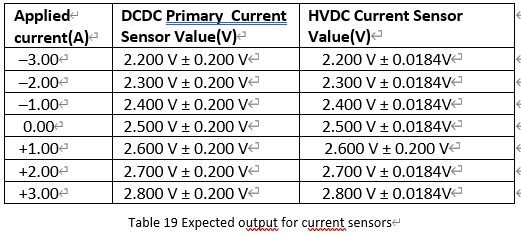 Applied current(A) DCDC Primary Current Sensor Value(V) HVDC Current Sensor Value(V)
–3.00 2.200 V ± 0.200 V 2.200 V ± 0.0184V
–2.00 2.300 V ± 0.200 V 2.300 V ± 0.0184V
–1.00 2.400 V ± 0.200 V 2.400 V ± 0.0184V
0.00 2.500 V ± 0.200 V 2.500 V ± 0.0184V
+1.00 2.600 V ± 0.200 V 2.600 V ± 0.200 V
+2.00 2.700 V ± 0.200 V 2.700 V ± 0.0184V
+3.00 2.800 V ± 0.200 V 2.800 V ± 0.0184V
Table 19 Expected output for current sensors